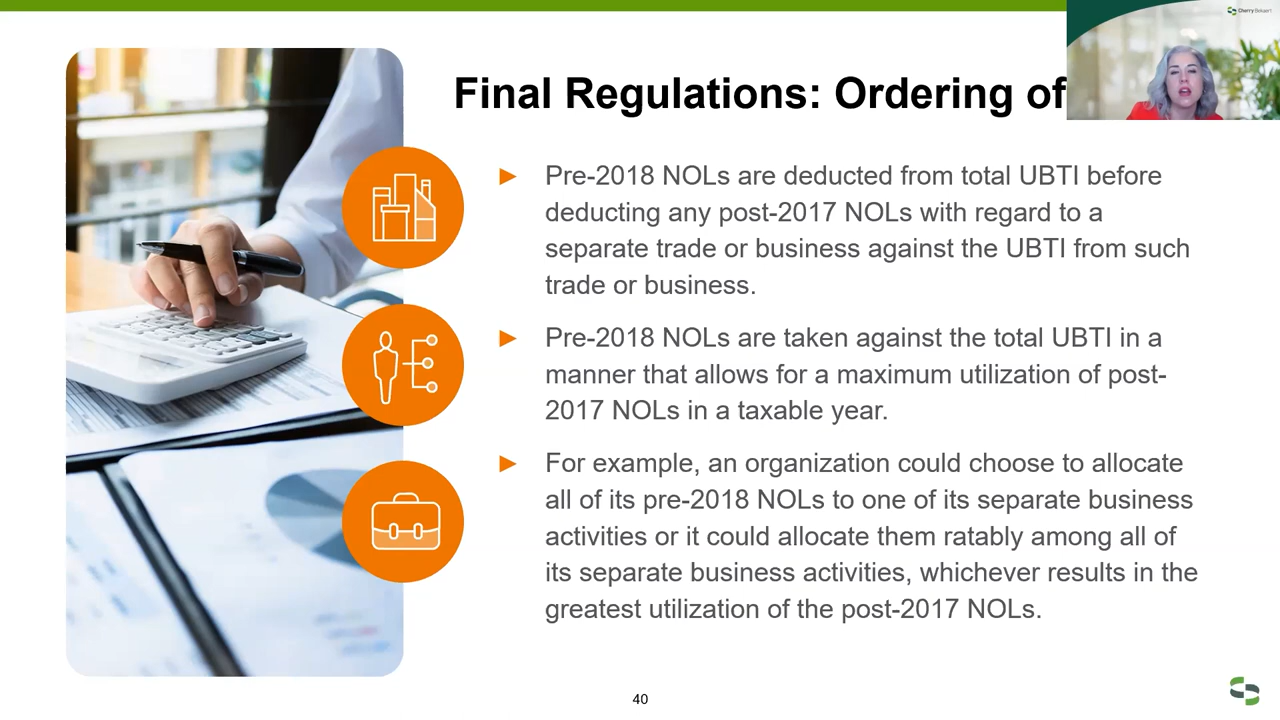 Cherry Bekaert
Final Regulations: Ordering of
Pre-2018 NOLs are deducted from total UBTI before
deducting any post-2017 NOLs with regard to a
separate trade or business against the UBTI from such
trade or business.
Pre-2018 NOLs are taken against the total UBTI in a
manner that allows for a maximum utilization of post-
2017 NOLs in a taxable year.
For example, an organization could choose to allocate
all of its pre-2018 NOLs to one of its separate business
activities or it could allocate them ratably among all of
its separate business activities, whichever results in the
greatest utilization of the post-2017 NOLs.
40